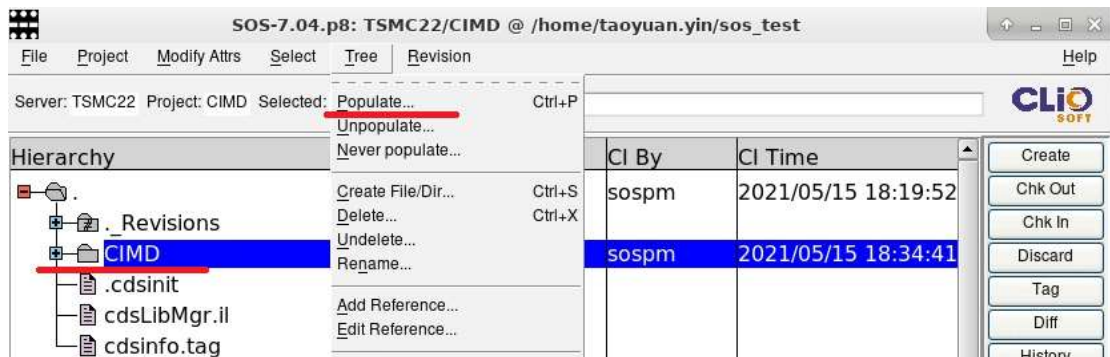 SOS-7.04.p8: TSMC22/CIMD @ /home/taoyuan.yin/sos_test
File Project Modify Attrs Select Tree Revision Help
Server: TSMC22 Project: CIMD Selected:
CLiO
SOFT
Populate... Ctrl+P
Unpopulate...
Never populate...
Create File/Dir... Ctrl+S
Delete... Ctrl+X
Undelete...
Rename...
Add Reference...
Edit Reference...
Hierarchy CI By CI Time
. sospm 2021/05/15 18:19:52
._Revisions
CIMD sospm 2021/05/15 18:34:41
.cdsinit
cdsLibMgr.il
cdsinfo.tag
Create
Chk Out
Chk In
Discard
Tag
Diff
History